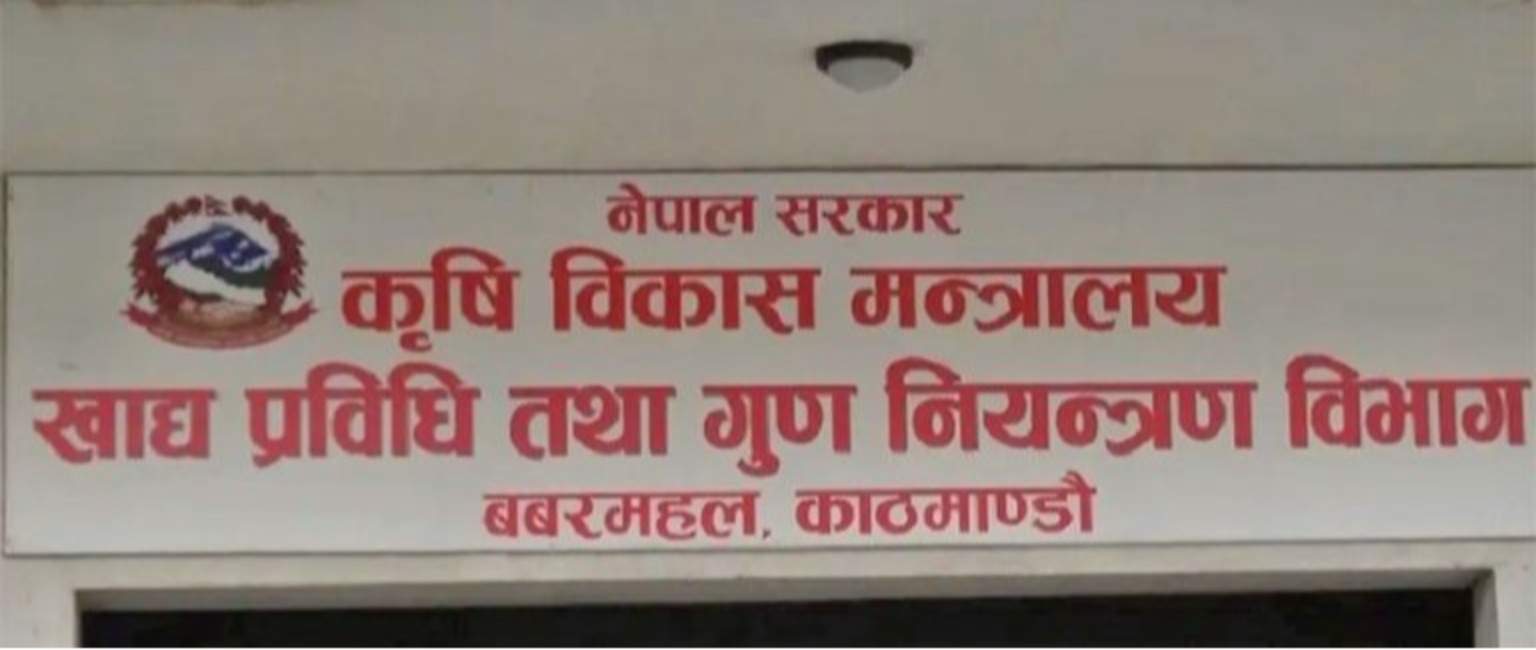 नेपाल सरकार
कृषि विकास मन्त्रालय
खाद्य प्रविधि तथा गुण नियन्त्रण विभाग
बबरमहल, काठमाण्डौ